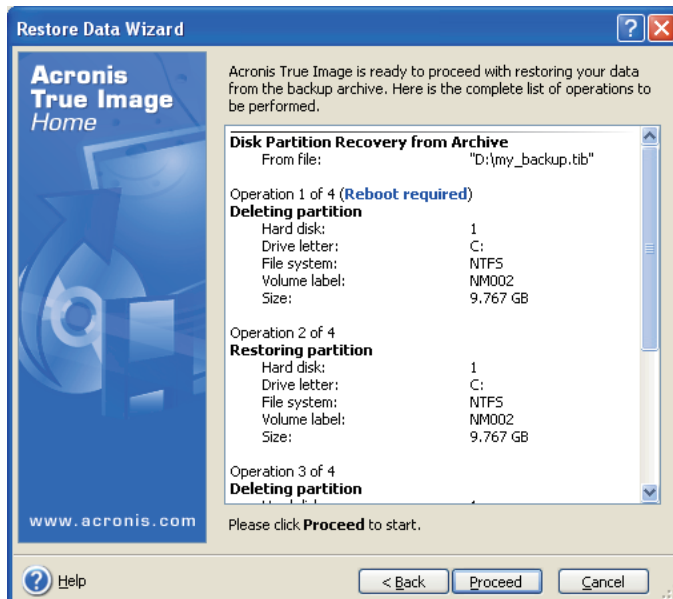 Restore Data Wizard
Acronis
True Image
Home
www.acronis.com
Acronis True Image is ready to proceed with restoring your data
from the backup archive. Here is the complete list of operations to
be performed.
Disk Partition Recovery from Archive
From file: "D:\my_backup.tib"
Operation 1 of 4 (Reboot required)
Deleting partition
Hard disk: 1
Drive letter: C:
File system: NTFS
Volume label: NM002
Size: 9.767 GB
Operation 2 of 4
Restoring partition
Hard disk: 1
Drive letter: C:
File system: NTFS
Volume label: NM002
Size: 9.767 GB
Operation 3 of 4
Deleting partition
Please click Proceed to start.
Help
< Back
Proceed
Cancel